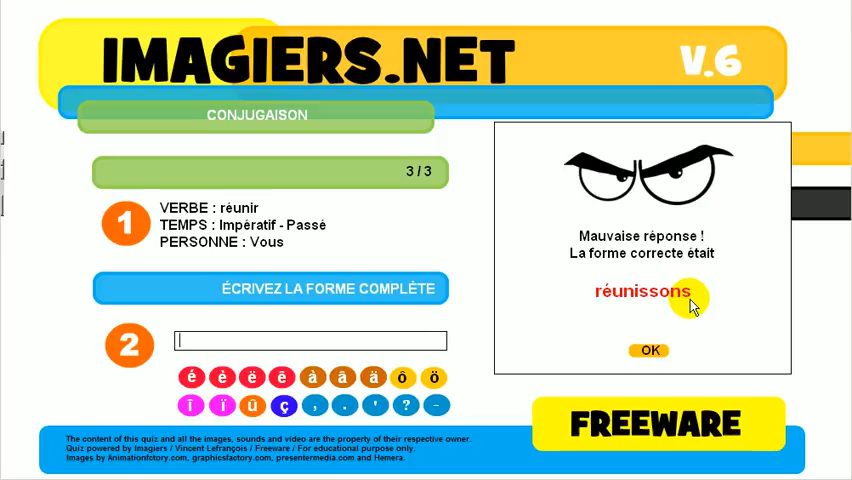 IMAGIERS.NET
V.6
CONJUGAISON
3 / 3
1
VERBE : réunir
TEMPS : Impératif - Passé
PERSONNE : Vous
ÉCRIVEZ LA FORME COMPLÈTE
2
é è ë ê à â ä ô ö
î ï û ç , . ' ? -
Mauvaise réponse !
La forme correcte était
réunissons
OK
FREEWARE
The content of this quiz and all the images, sounds and video are the property of their respective owner.
Quiz powered by Imagiers / Vincent Lefrançois / Freeware / For educational purpose only.
Images by Animationfctory.com, graphicsfactory.com, presentermedia.com and Hemera.